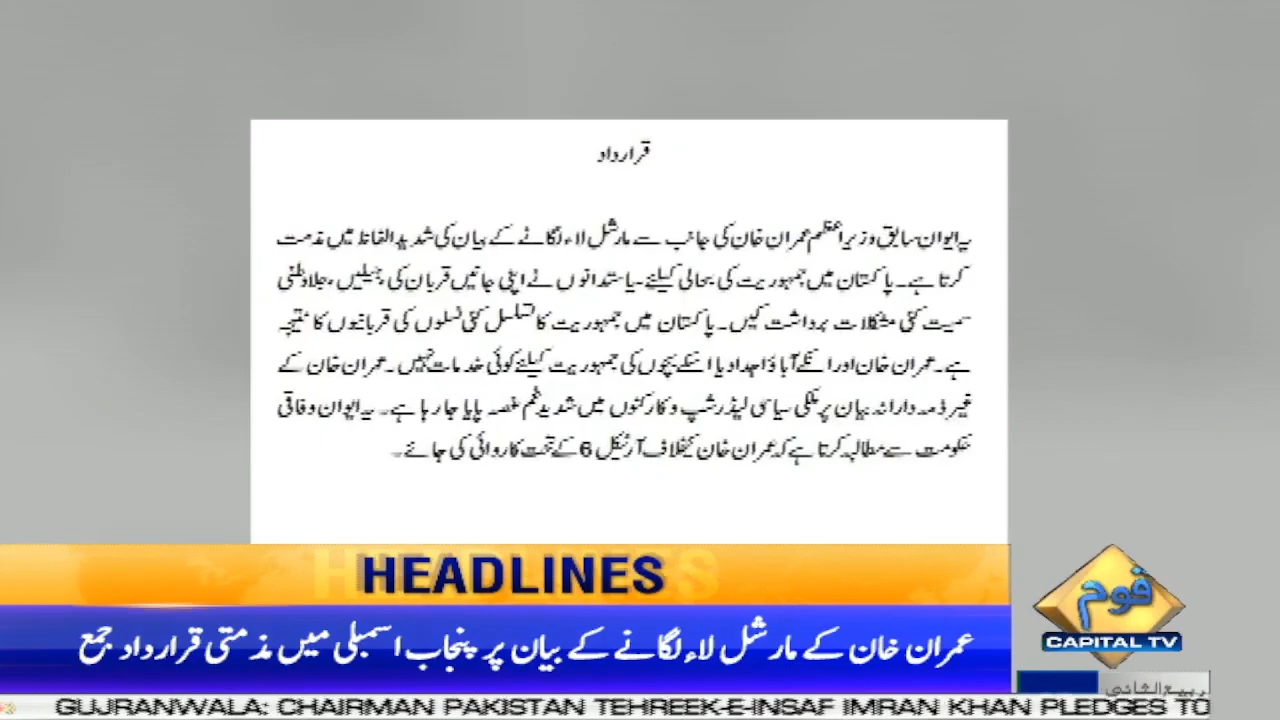 قرارداد
یہ ایوان سابق وزیراعظم عمران خان کی جانب سے مارشل لاء لگانے کے بیان کی شدید الفاظ میں مذمت
کرتا ہے۔ پاکستان میں جمہوریت کی بحالی کیلئے سیاستدانوں نے اپنی جانیں قربان کی، جیلیں، جلاوطنی
سمیت کئی مشکلات برداشت کیں۔ پاکستان میں جمہوریت کا تسلسل کئی نسلوں کی قربانیوں کا نتیجہ
ہے۔ عمران خان اور انکے آباؤ اجداد یا انکے بچوں کی جمہوریت کیلئے کوئی خدمات نہیں۔ عمران خان کے
غیر ذمہ دارانہ بیان پر ملکی سیاسی لیڈرشپ و کارکنوں میں شدید غم غصہ پایا جا رہا ہے۔ یہ ایوان وفاقی
حکومت سے مطالبہ کرتا ہے کہ عمران خان کیخلاف آرٹیکل 6 کے تحت کاروائی کی جائے۔
HEADLINES
عمران خان کے مارشل لاء لگانے کے بیان پر پنجاب اسمبلی میں مذمتی قرارداد جمع
قوم
CAPITAL TV
ربیع الثانی
GUJRANWALA: CHAIRMAN PAKISTAN TEHREEK-E-INSAF IMRAN KHAN PLEDGES TO